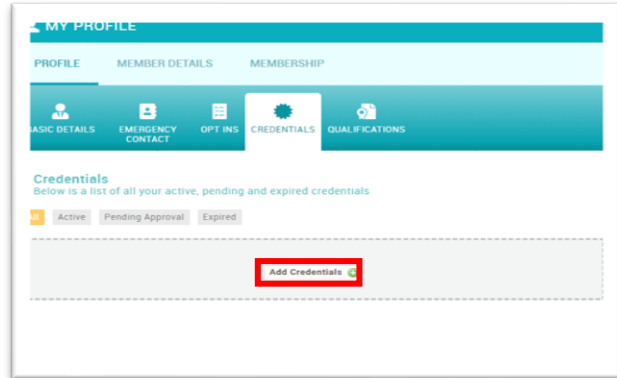 MY PROFILE
PROFILE MEMBER DETAILS MEMBERSHIP
BASIC DETAILS EMERGENCY CONTACT OPT INS CREDENTIALS QUALIFICATIONS
Credentials
Below is a list of all your active, pending and expired credentials
All Active Pending Approval Expired
Add Credentials